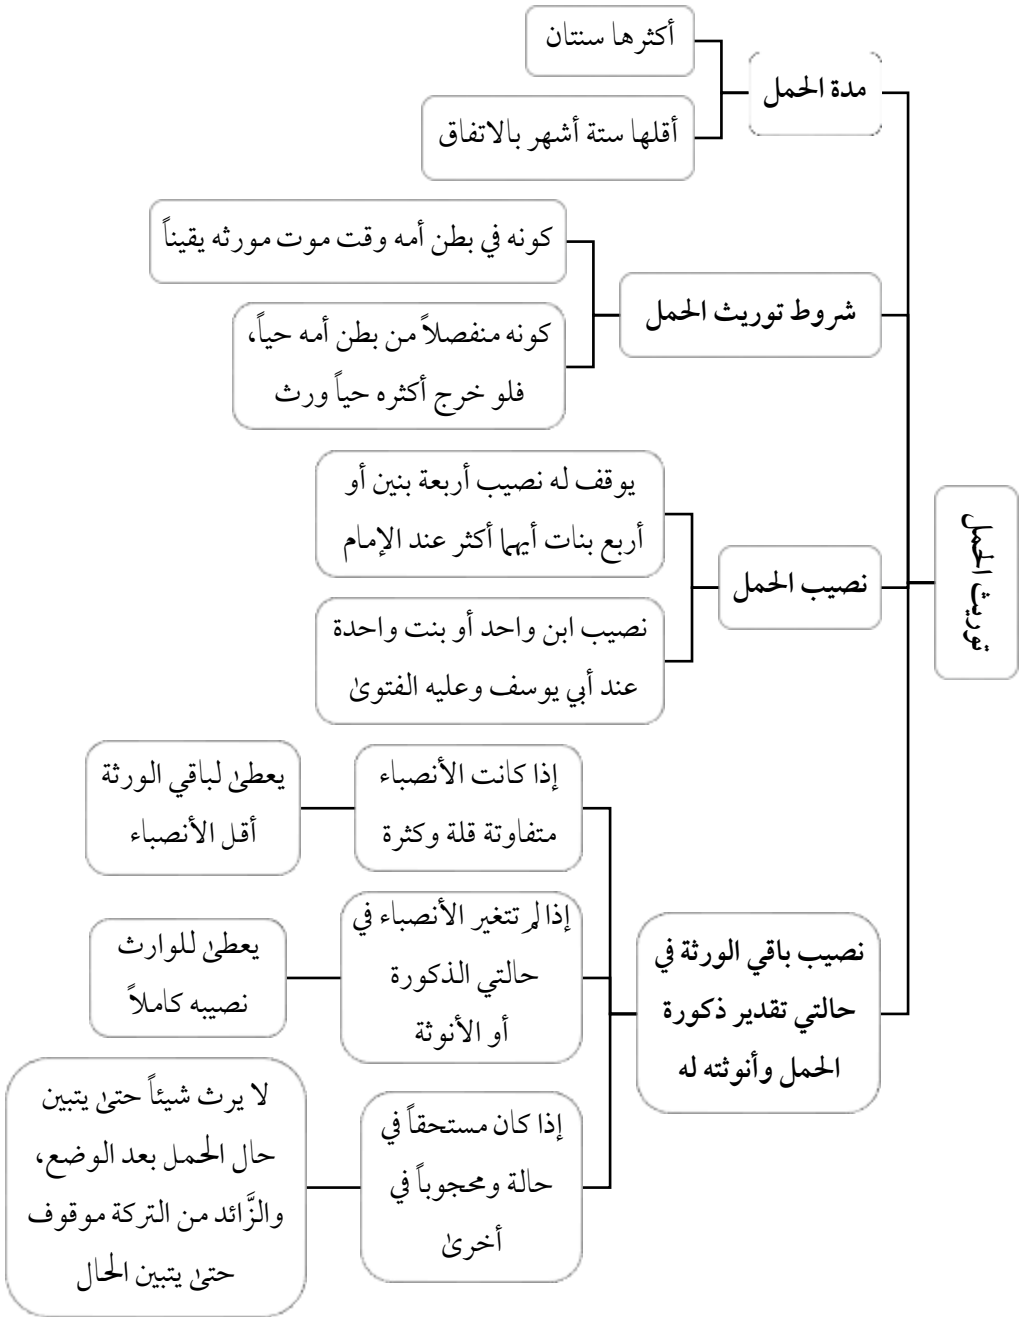 توريث الحمل
مدة الحمل
أكثرها سنتان
أقلها ستة أشهر بالاتفاق
شروط توريث الحمل
كونه في بطن أمه وقت موت مورثه يقيناً
كونه منفصلاً من بطن أمه حياً،
فلو خرج أكثره حياً ورث
نصيب الحمل
يوقف له نصيب أربعة بنين أو
أربع بنات أيهما أكثر عند الإمام
نصيب ابن واحد أو بنت واحدة
عند أبي يوسف وعليه الفتوىٰ
نصيب باقي الورثة في
حالتي تقدير ذكورة
الحمل وأنوثته له
إذا كانت الأنصباء
متفاوتة قلة وكثرة
يعطىٰ لباقي الورثة
أقل الأنصباء
إذا لم تتغير الأنصباء في
حالتي الذكورة
أو الأنوثة
يعطىٰ للوارث
نصيبه كاملاً
إذا كان مستحقاً في
حالة ومحجوباً في
أخرىٰ
لا يرث شيئاً حتىٰ يتبين
حال الحمل بعد الوضع،
والزَّائد من التركة موقوف
حتىٰ يتبين الحال